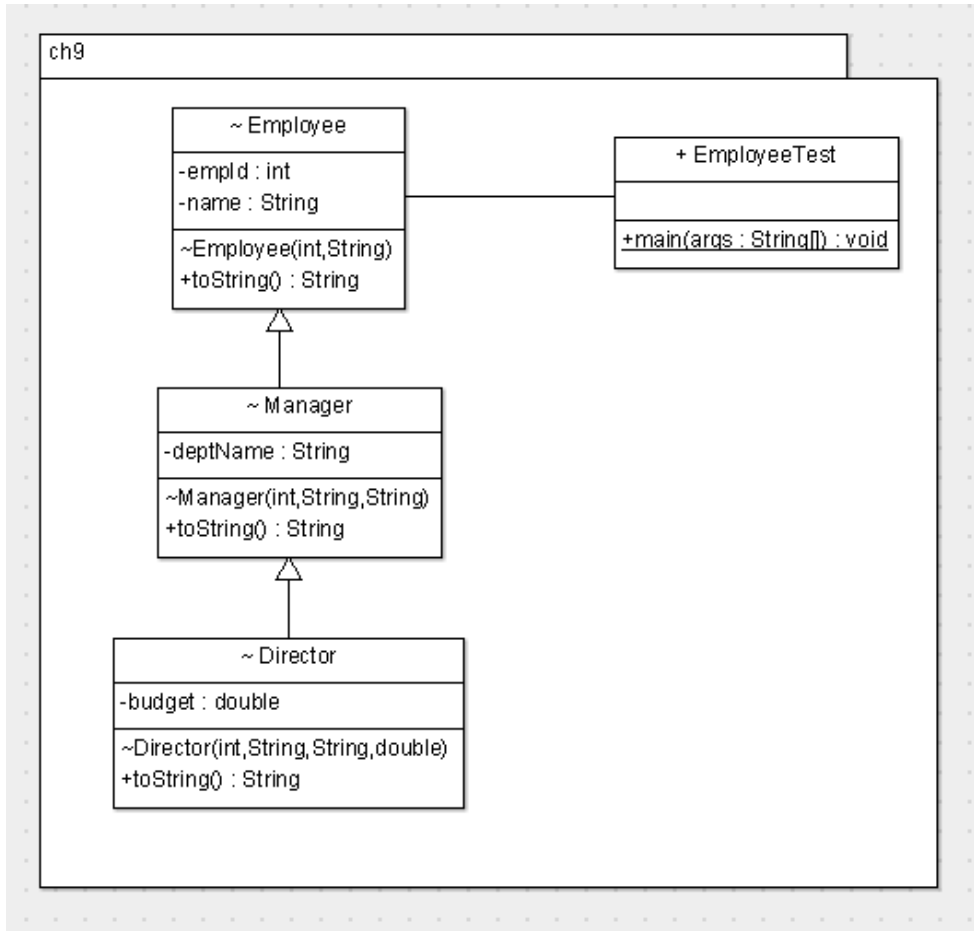 ch9
~ Employee
-empId : int
-name : String
~Employee(int,String)
+toString() : String
+ EmployeeTest
+main(args : String[]) : void
~ Manager
-deptName : String
~Manager(int,String,String)
+toString() : String
~ Director
-budget : double
~Director(int,String,String,double)
+toString() : String